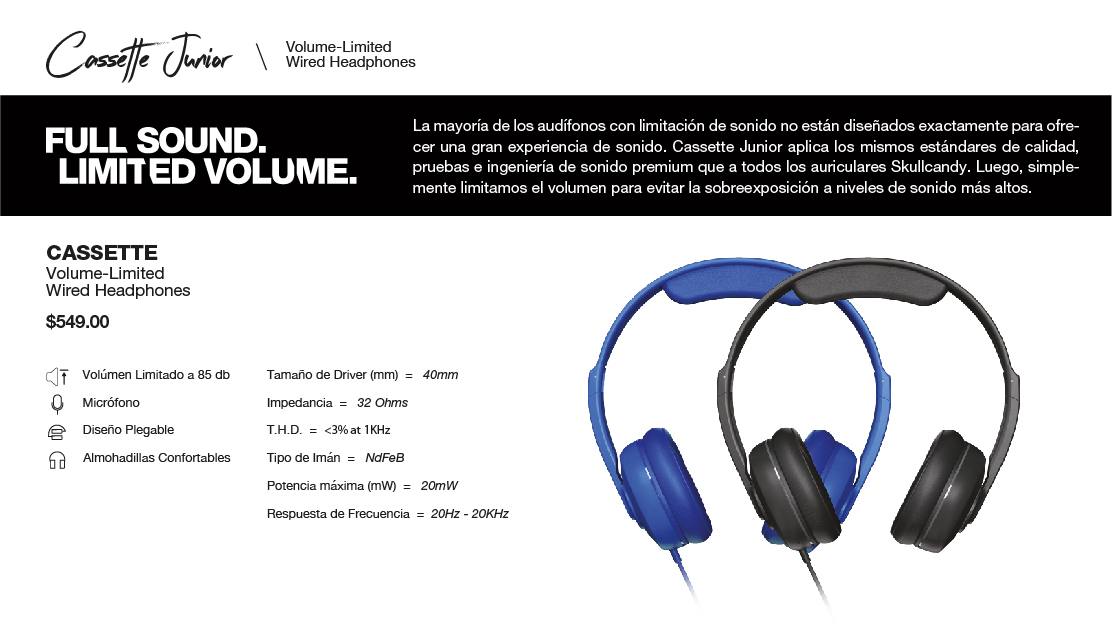 Cassette Junior \ Volume-Limited
Wired Headphones
FULL SOUND.
LIMITED VOLUME.
La mayoría de los audífonos con limitación de sonido no están diseñados exactamente para ofre-
cer una gran experiencia de sonido. Cassette Junior aplica los mismos estándares de calidad,
pruebas e ingeniería de sonido premium que a todos los auriculares Skullcandy. Luego, simple-
mente limitamos el volumen para evitar la sobreexposición a niveles de sonido más altos.
CASSETTE
Volume-Limited
Wired Headphones
$549.00
Volúmen Limitado a 85 db
Micrófono
Diseño Plegable
Almohadillas Confortables
Tamaño de Driver (mm) = 40mm
Impedancia = 32 Ohms
T.H.D. = <3% at 1KHz
Tipo de Imán = NdFeB
Potencia máxima (mW) = 20mW
Respuesta de Frecuencia = 20Hz - 20KHz